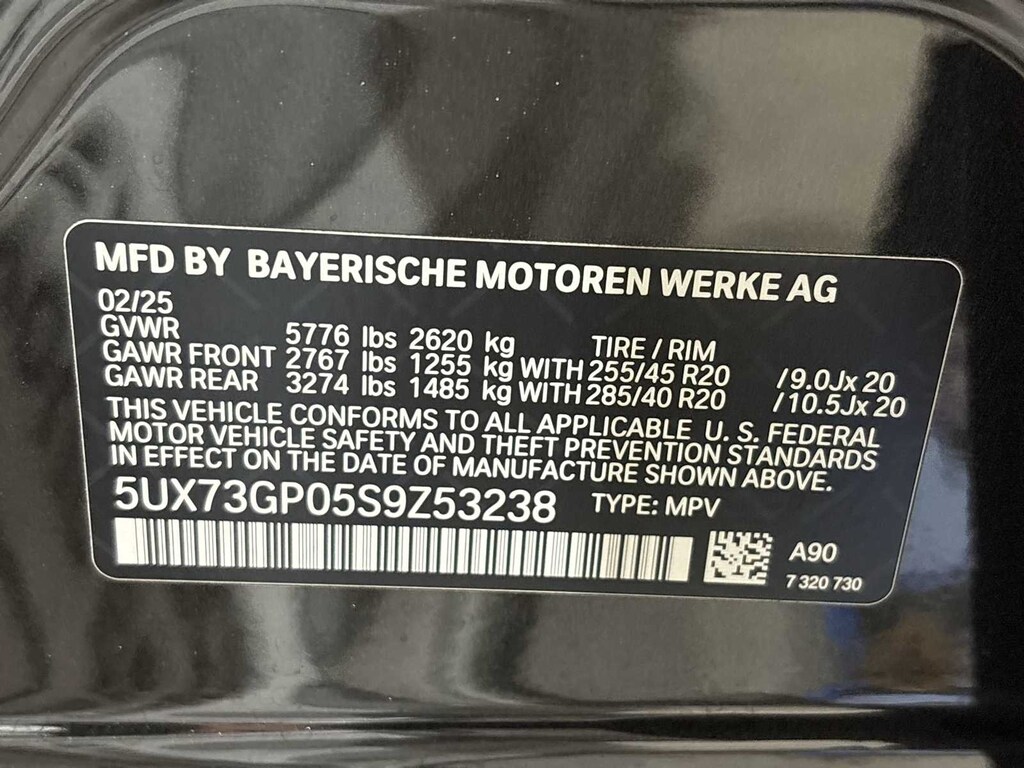 MFD BY BAYERISCHE MOTOREN WERKE AG
02/25
GVWR 5776 lbs 2620 kg TIRE / RIM
GAWR FRONT 2767 lbs 1255 kg WITH 255/45 R20 /9.0Jx 20
GAWR REAR 3274 lbs 1485 kg WITH 285/40 R20 /10.5Jx 20
THIS VEHICLE CONFORMS TO ALL APPLICABLE U. S. FEDERAL
MOTOR VEHICLE SAFETY AND THEFT PREVENTION STANDARDS
IN EFFECT ON THE DATE OF MANUFACTURE SHOWN ABOVE.
5UX73GP05S9Z53238 TYPE: MPV
A90
7 320 730